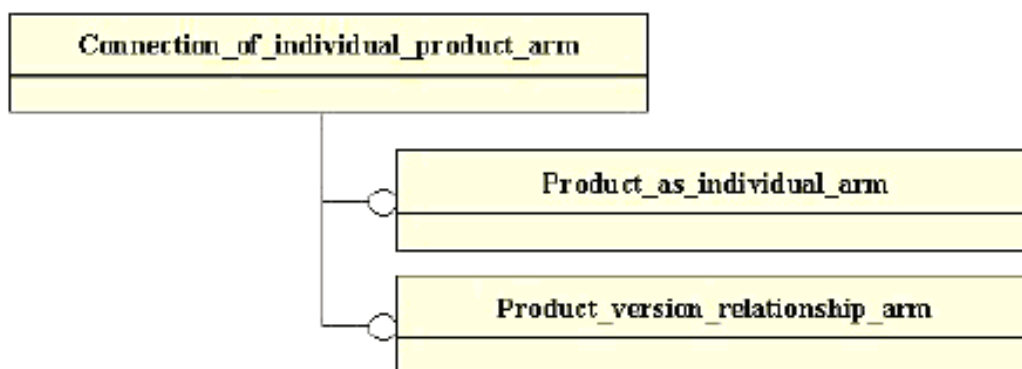 Connection_of_individual_product_arm
Product_as_individual_arm
Product_version_relationship_arm